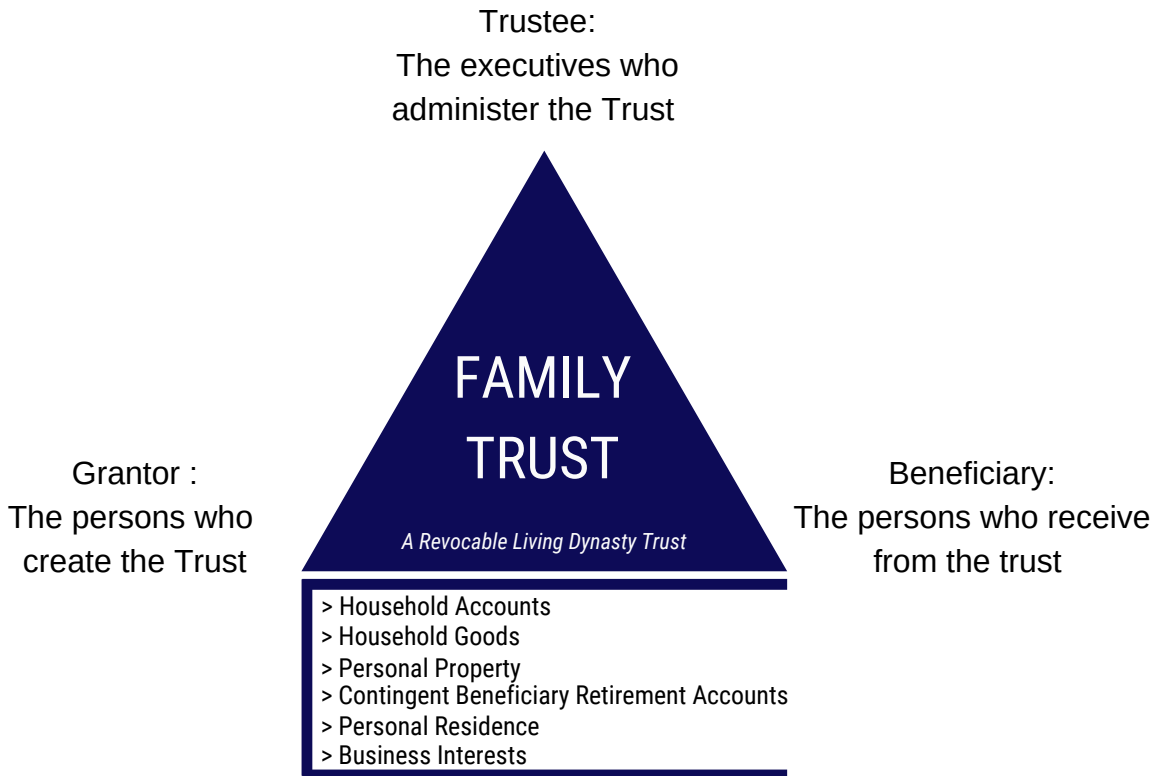 Trustee:
The executives who
administer the Trust
FAMILY
TRUST
A Revocable Living Dynasty Trust
Grantor :
The persons who
create the Trust
Beneficiary:
The persons who receive
from the trust
> Household Accounts
> Household Goods
> Personal Property
> Contingent Beneficiary Retirement Accounts
> Personal Residence
> Business Interests